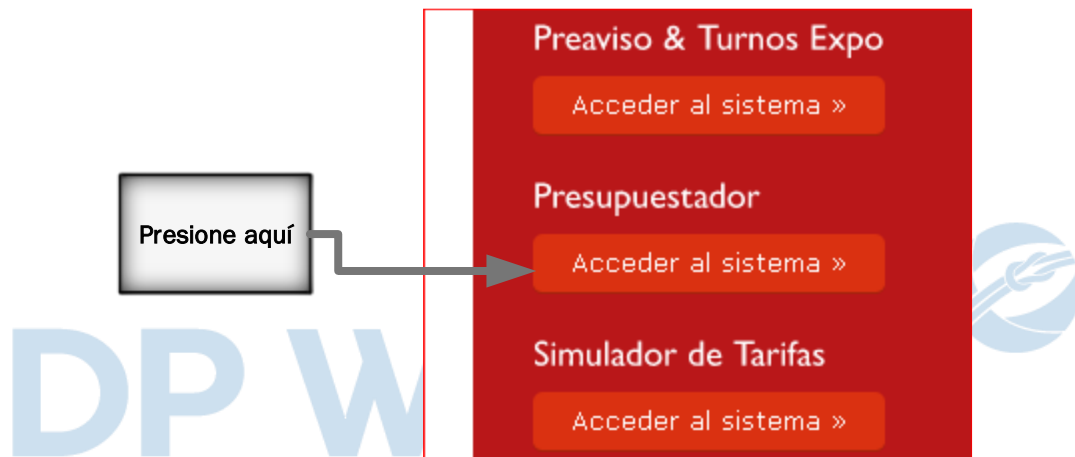 Preaviso & Turnos Expo
Acceder al sistema »
Presupuestador
Presione aquí
Acceder al sistema »
Simulador de Tarifas
Acceder al sistema »
DP W